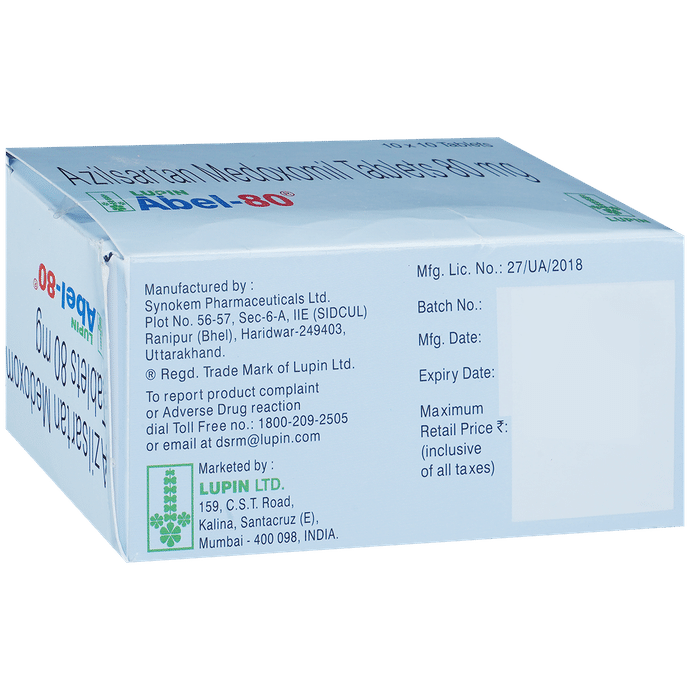 10 x 10 Tablets
Azilsartan Medoxomil Tablets 80 mg
LUPIN
Abel-80®
LUPIN
Abel-80®
LUPIN
Azilsartan Medoxom
ablets 80 mg
Manufactured by :
Synokem Pharmaceuticals Ltd.
Plot No. 56-57, Sec-6-A, IIE (SIDCUL)
Ranipur (Bhel), Haridwar-249403,
Uttarakhand.
® Regd. Trade Mark of Lupin Ltd.
To report product complaint
or Adverse Drug reaction
dial Toll Free no.: 1800-209-2505
or email at dsrm@lupin.com
Marketed by :
LUPIN LTD.
159, C.S.T. Road,
Kalina, Santacruz (E),
Mumbai - 400 098, INDIA.
Mfg. Lic. No.: 27/UA/2018
Batch No.:
Mfg. Date:
Expiry Date:
Maximum
Retail Price ₹:
(inclusive
of all taxes)